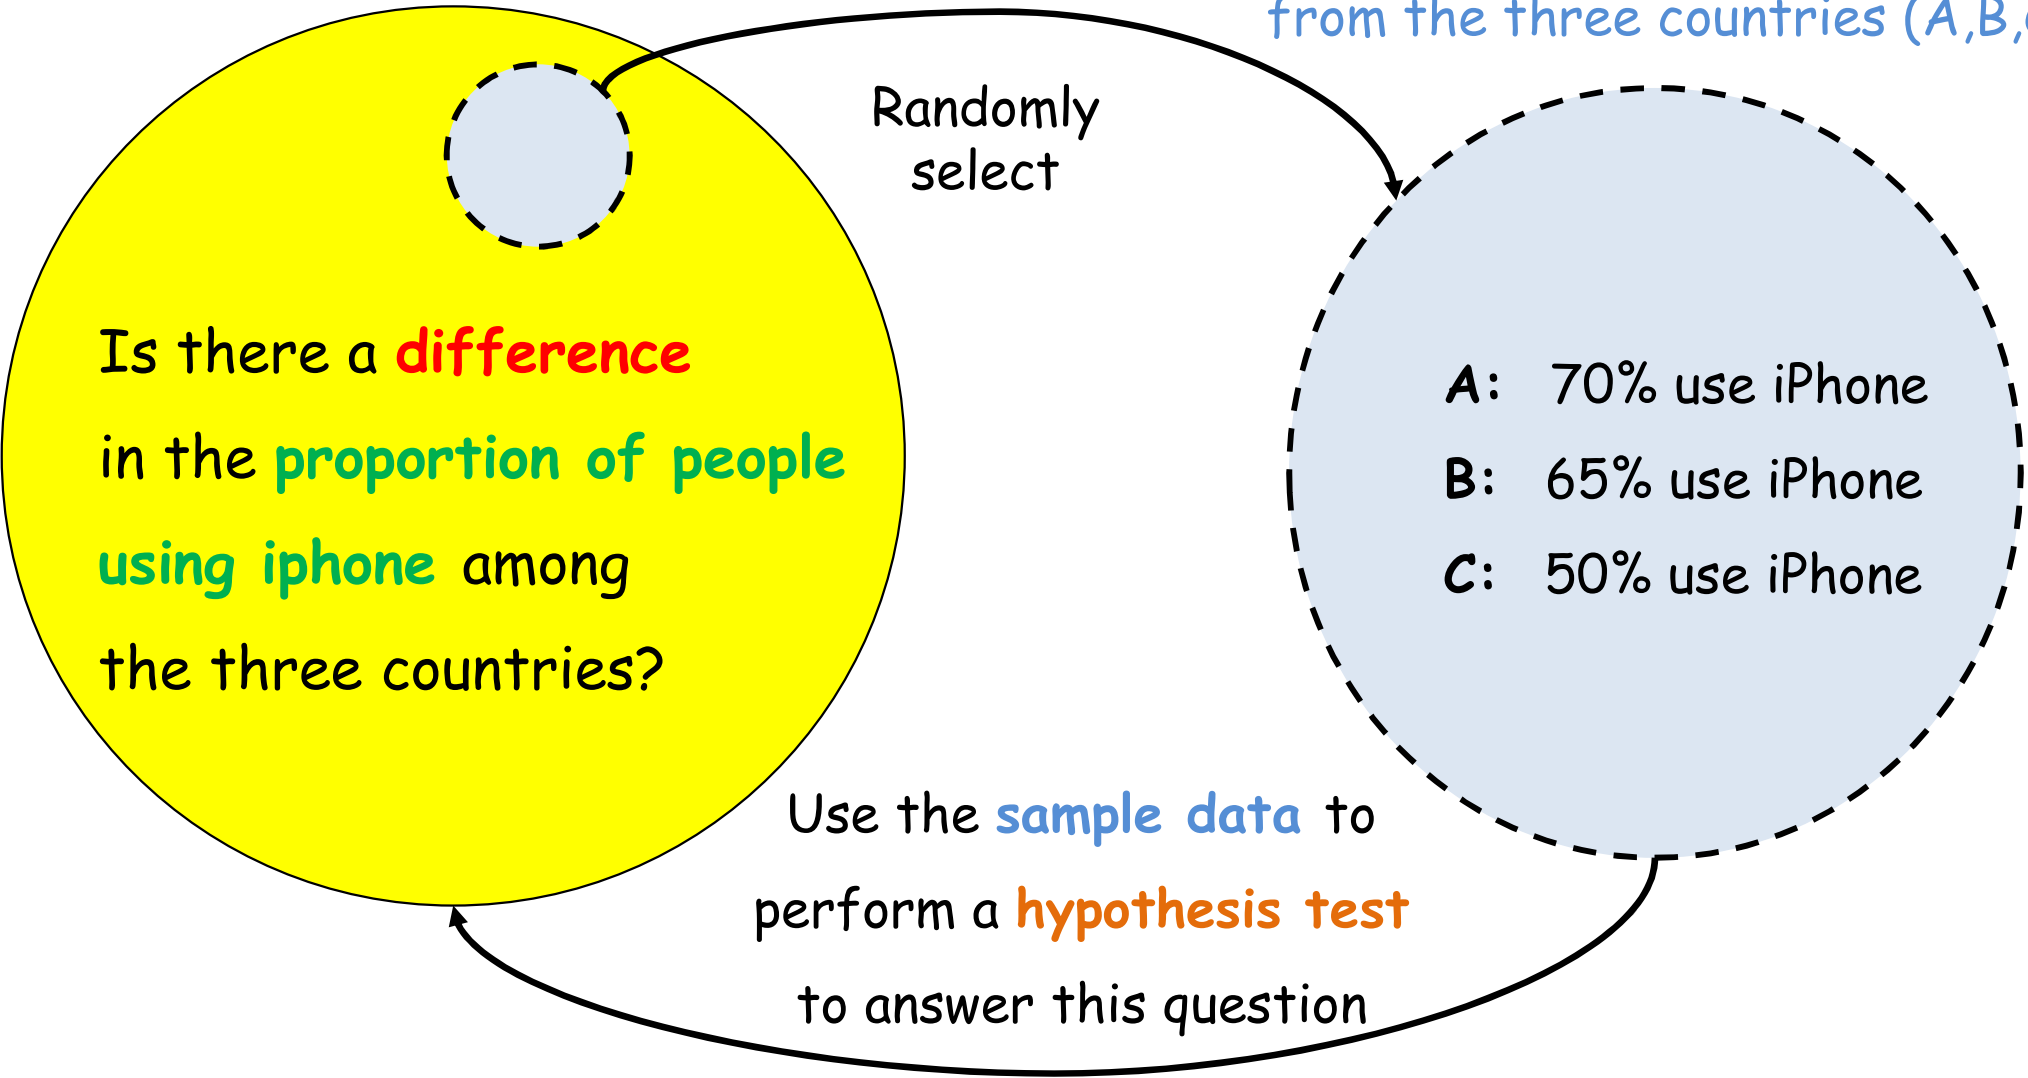 from the three countries (A,B,
Randomly
select
Is there a difference
in the proportion of people
using iphone among
the three countries?
A: 70% use iPhone
B: 65% use iPhone
C: 50% use iPhone
Use the sample data to
perform a hypothesis test
to answer this question